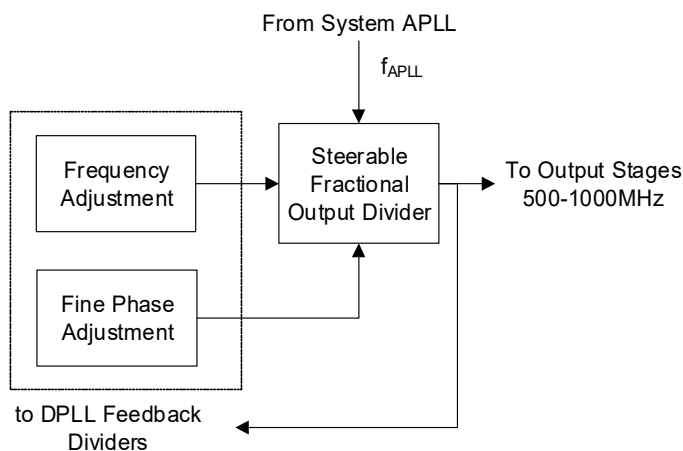 From System APLL
fAPLL
Frequency
Adjustment
Steerable
Fractional
Output Divider
To Output Stages
500-1000MHz
Fine Phase
Adjustment
to DPLL Feedback
Dividers